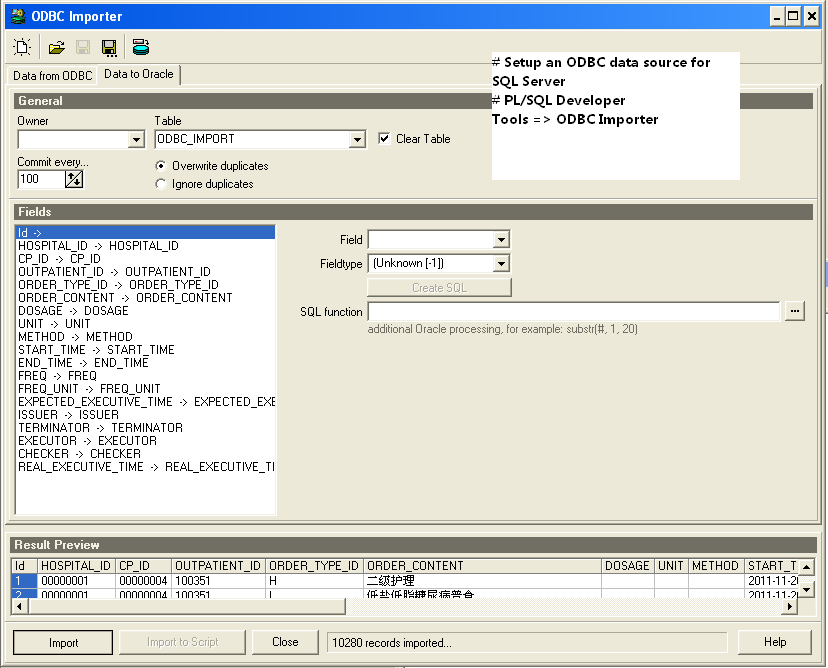 ODBC Importer
# Setup an ODBC data source for
SQL Server
# PL/SQL Developer
Tools => ODBC Importer
Data from ODBC
Data to Oracle
General
Owner
Table
ODBC_IMPORT
Clear Table
Commit every...
100
Overwrite duplicates
Ignore duplicates
Fields
Id ->
HOSPITAL_ID -> HOSPITAL_ID
CP_ID -> CP_ID
OUTPATIENT_ID -> OUTPATIENT_ID
ORDER_TYPE_ID -> ORDER_TYPE_ID
ORDER_CONTENT -> ORDER_CONTENT
DOSAGE -> DOSAGE
UNIT -> UNIT
METHOD -> METHOD
START_TIME -> START_TIME
END_TIME -> END_TIME
FREQ -> FREQ
FREQ_UNIT -> FREQ_UNIT
EXPECTED_EXECUTIVE_TIME -> EXPECTED_EXE
ISSUER -> ISSUER
TERMINATOR -> TERMINATOR
EXECUTOR -> EXECUTOR
CHECKER -> CHECKER
REAL_EXECUTIVE_TIME -> REAL_EXECUTIVE_TI
Field
Fieldtype (Unknown [-1])
Create SQL
SQL function
...
additional Oracle processing, for example: substr(#, 1, 20)
Result Preview
Id HOSPITAL_ID CP_ID OUTPATIENT_ID ORDER_TYPE_ID ORDER_CONTENT DOSAGE UNIT METHOD START_T
1 00000001 00000004 100351 H 二级护理 2011-11-20
2 00000001 00000004 100351 低盐低脂糖尿病普食 2011-11-20
Import
Import to Script
Close
10280 records imported...
Help